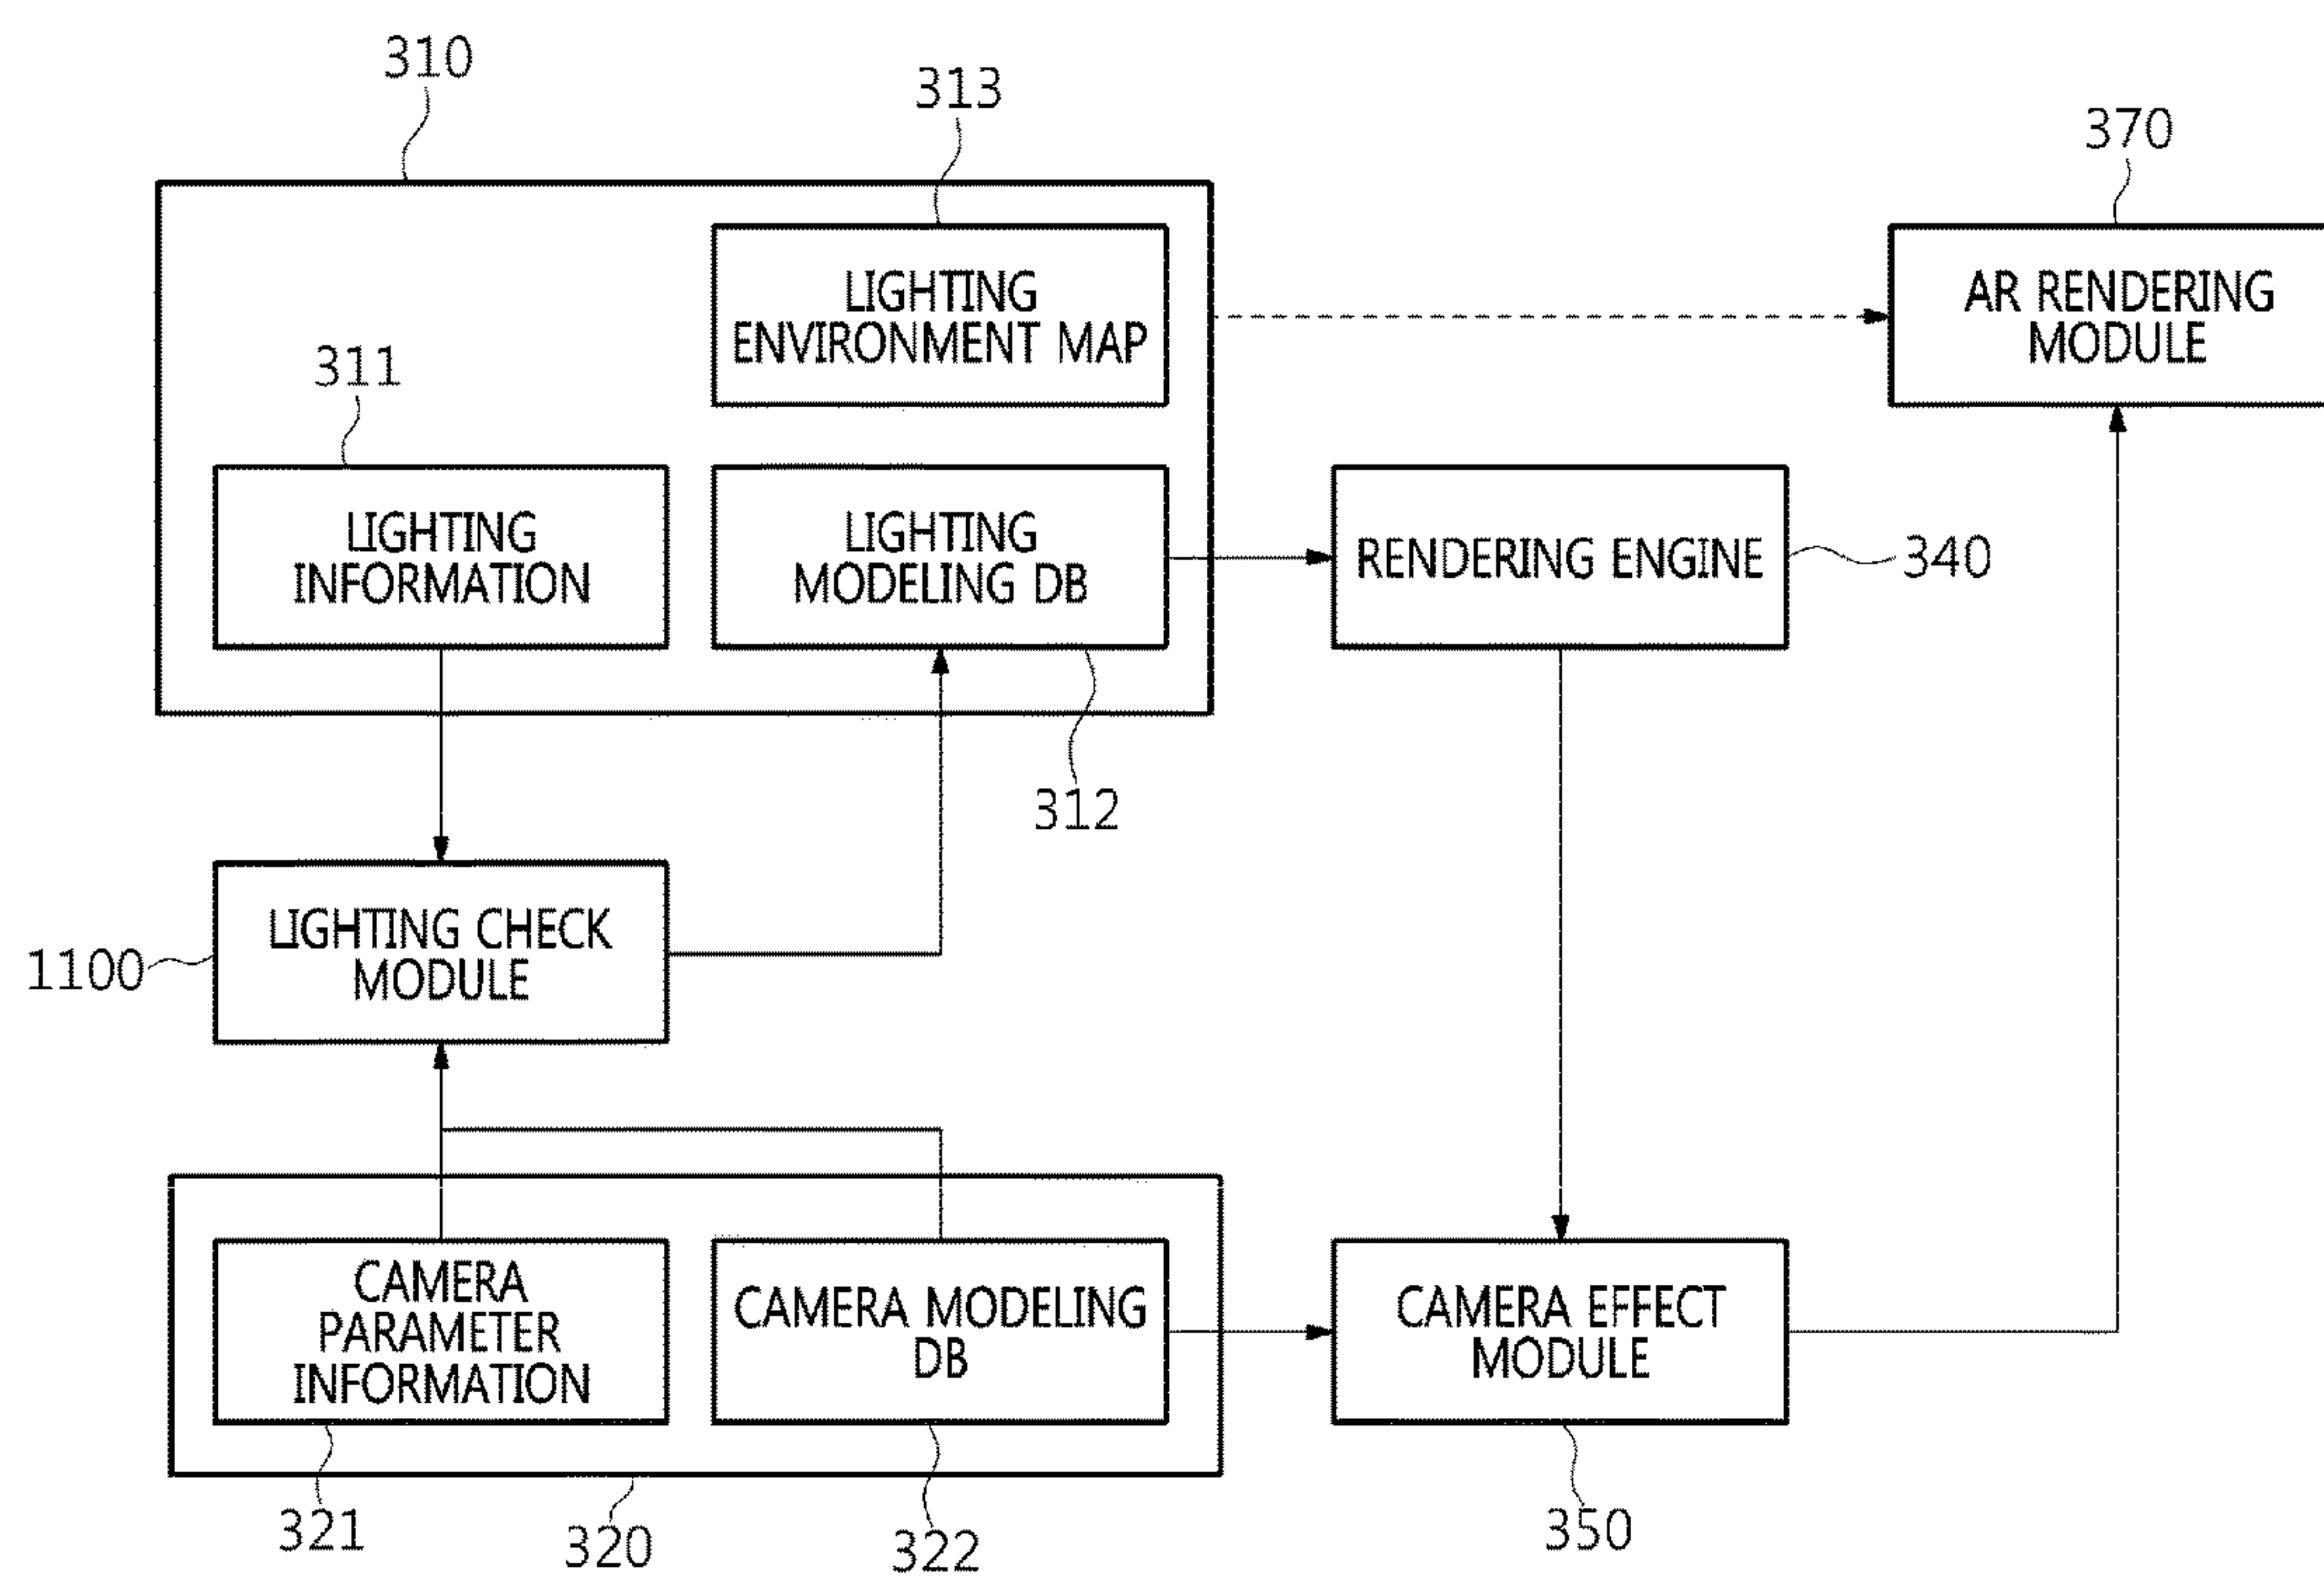 310
313
370
LIGHTING
ENVIRONMENT MAP
AR RENDERING
MODULE
311
LIGHTING
INFORMATION
LIGHTING
MODELING DB
RENDERING ENGINE
340
312
LIGHTING CHECK
MODULE
1100
CAMERA
PARAMETER
INFORMATION
CAMERA MODELING
DB
CAMERA EFFECT
MODULE
321
320
322
350